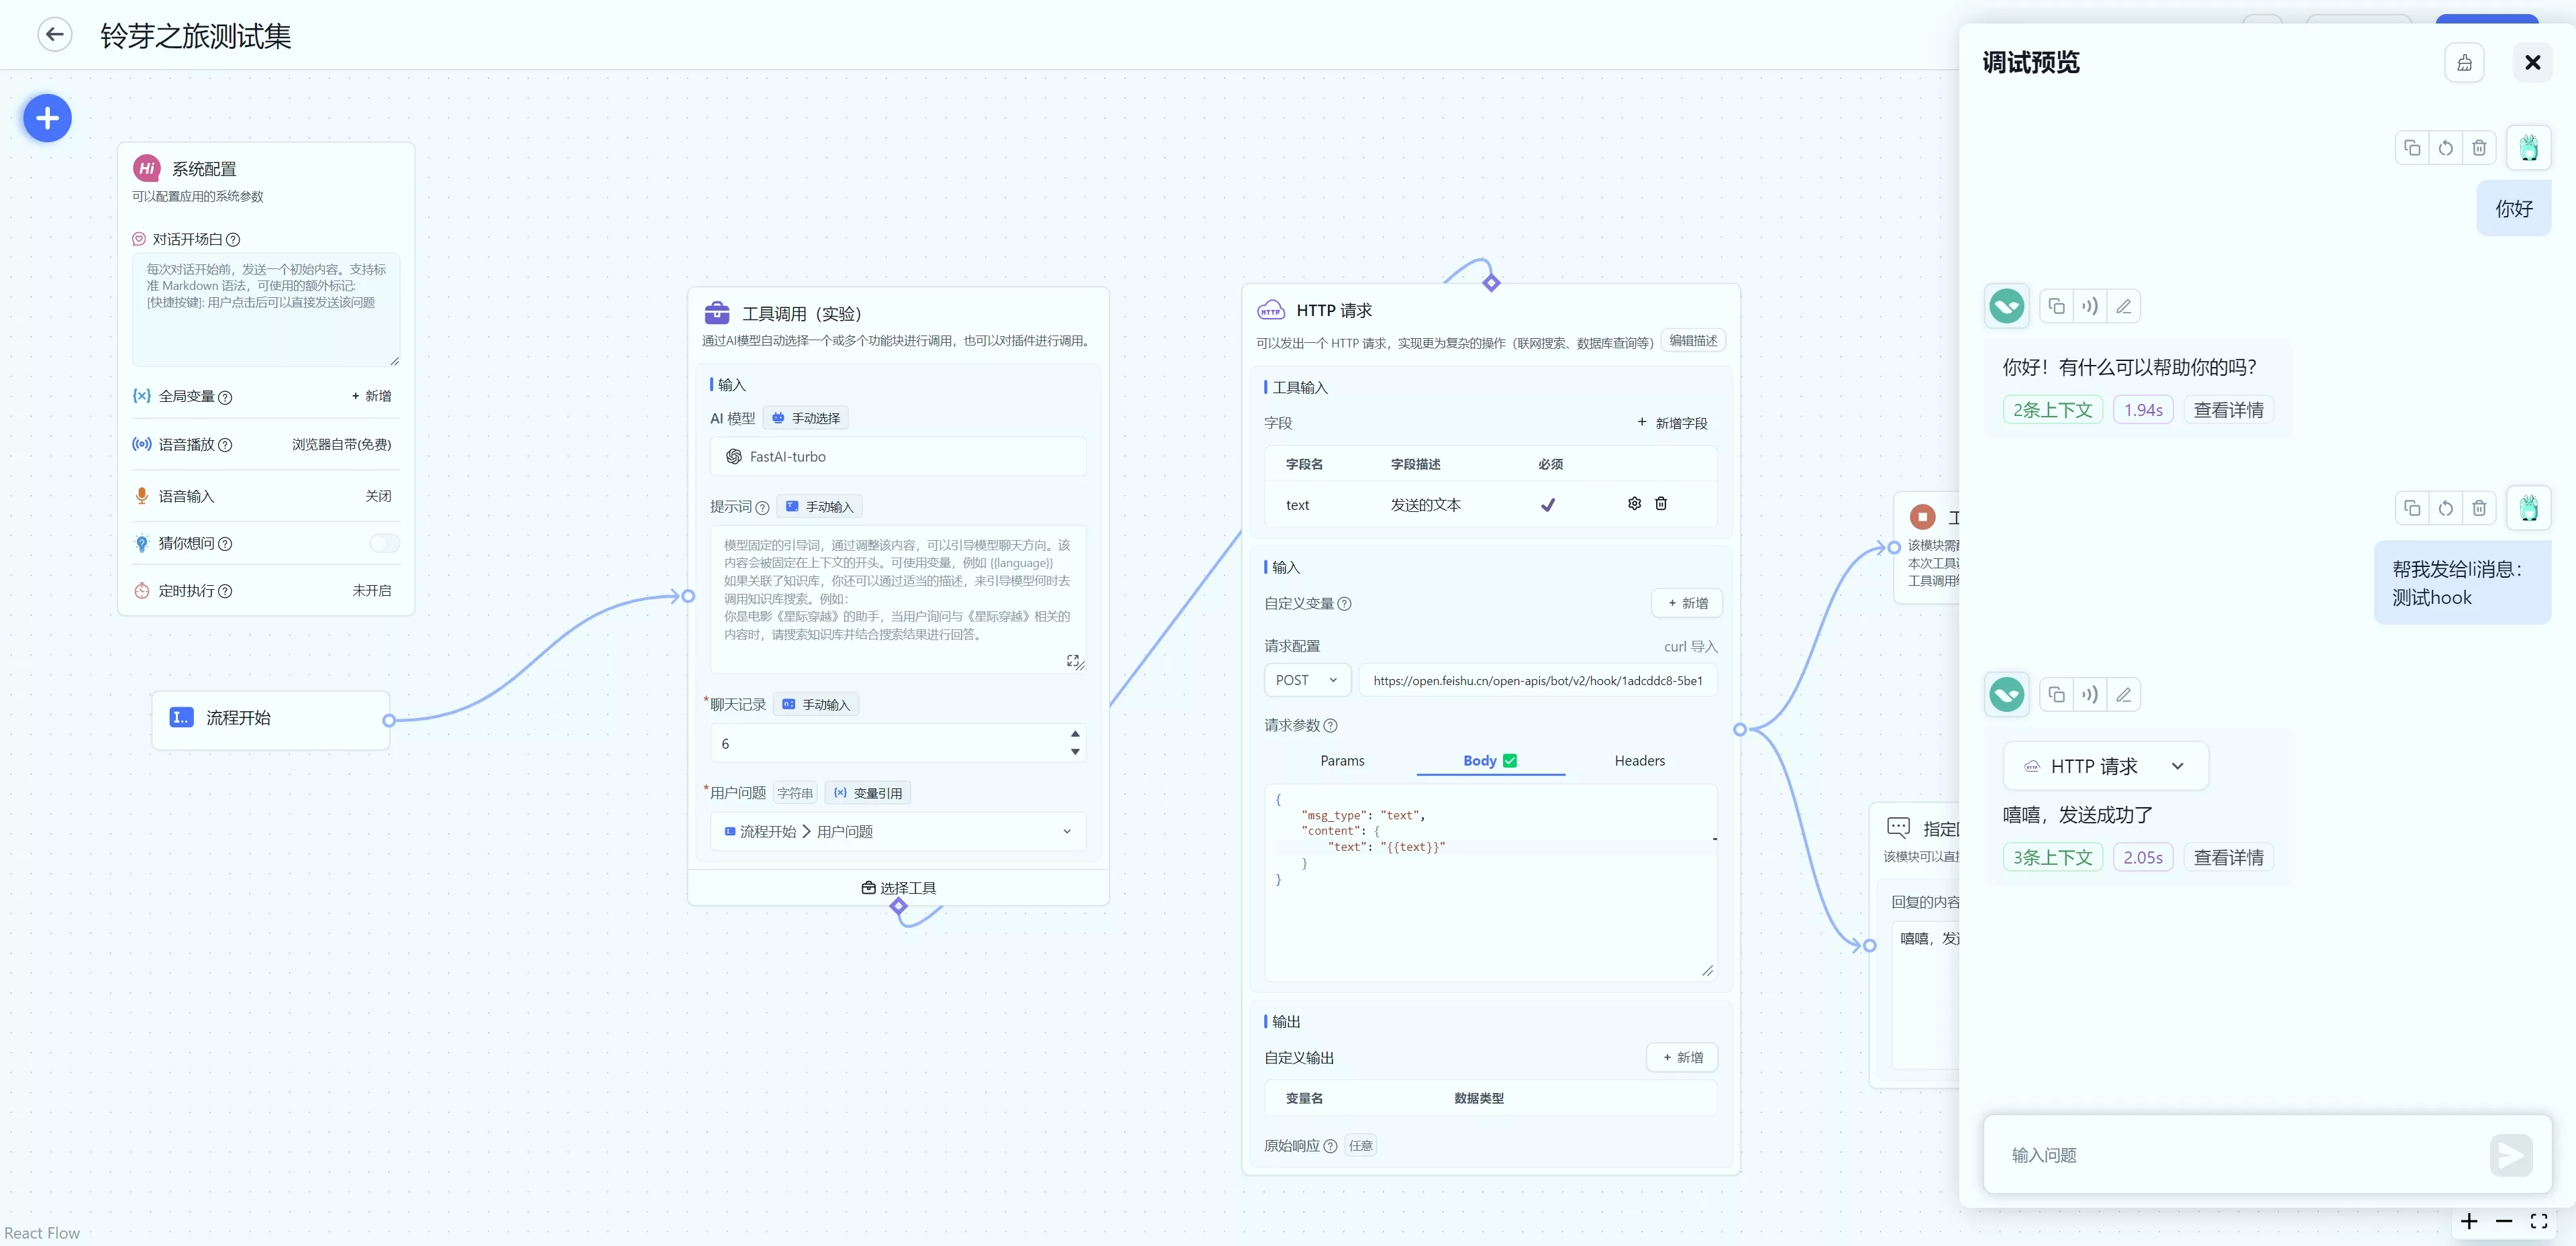 铃芽之旅测试集
Hi 系统配置
可以配置应用的系统参数
对话开场白
每次对话开始前，发送一个初始内容。支持标
准 Markdown 语法，可使用的额外标记:
[快捷按键]: 用户点击后可以直接发送该问题
全局变量
+ 新增
语音播放
浏览器自带(免费)
语音输入
关闭
猜你想问
定时执行
未开启
流程开始
工具调用（实验）
通过AI模型自动选择一个或多个功能块进行调用，也可以对插件进行调用。
输入
AI 模型 手动选择
FastAI-turbo
提示词 手动输入
模型固定的引导词，通过调整该内容，可以引导模型聊天方向。该
内容会被固定在上下文的开头。可使用变量，例如 {{language}}
如果关联了知识库，你还可以通过适当的描述，来引导模型何时去
调用知识库搜索。例如：
你是电影《星际穿越》的助手，当用户询问与《星际穿越》相关的
内容时，请搜索知识库并结合搜索结果进行回答。
*聊天记录 手动输入
6
*用户问题 字符串 变量引用
流程开始 > 用户问题
选择工具
HTTP 请求
可以发出一个 HTTP 请求，实现更为复杂的操作（联网搜索、数据库查询等） 编辑描述
工具输入
字段
+ 新增字段
字段名 字段描述 必须
text 发送的文本
输入
自定义变量
+ 新增
请求配置
curl 导入
POST https://open.feishu.cn/open-apis/bot/v2/hook/1adcddc8-5be1
请求参数
Params Body Headers
{
"msg_type": "text",
"content": {
"text": "{{text}}"
}
}
输出
自定义输出
+ 新增
变量名 数据类型
原始响应 任意
该模块需
本次工具
工具调用
指定
该模块可以直
回复的内容
嘻嘻，发
调试预览
你好
你好！有什么可以帮助你的吗？
2条上下文 1.94s 查看详情
帮我发给li消息：
测试hook
HTTP 请求
嘻嘻，发送成功了
3条上下文 2.05s 查看详情
输入问题
React Flow